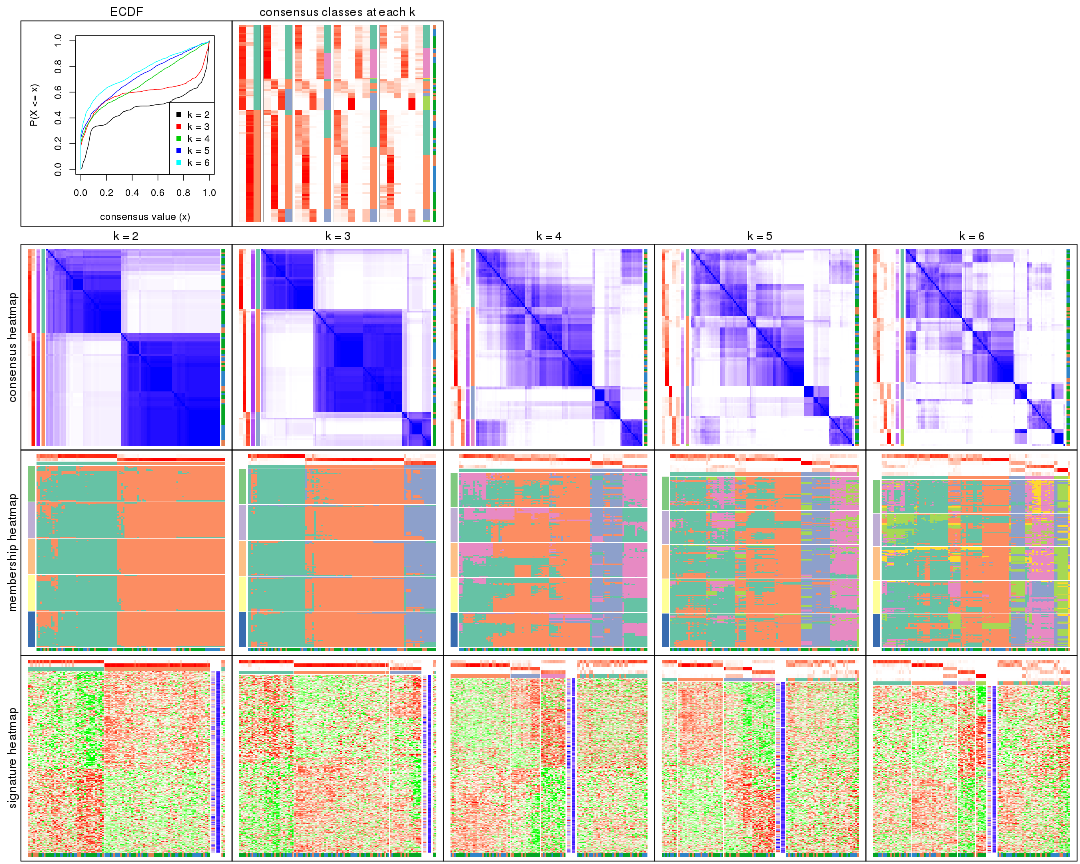 ECDF
consensus classes at each k
P(X <= x)
0.0 0.2 0.4 0.6 0.8 1.0
k = 2
k = 3
k = 4
k = 5
k = 6
0.0 0.2 0.4 0.6 0.8 1.0
consensus value (x)
k = 2
k = 3
k = 4
k = 5
k = 6
consensus heatmap
membership heatmap
signature heatmap